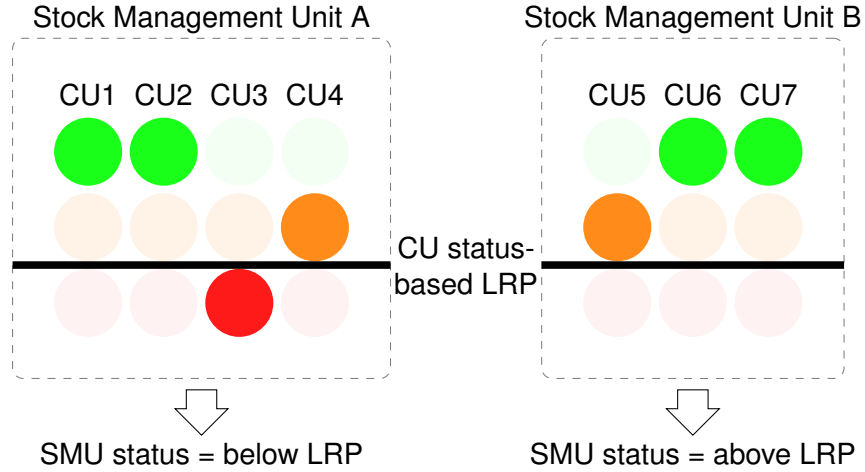 Stock Management Unit A
Stock Management Unit B
CU1 CU2 CU3 CU4
CU5 CU6 CU7
CU status-
based LRP
SMU status = below LRP
SMU status = above LRP